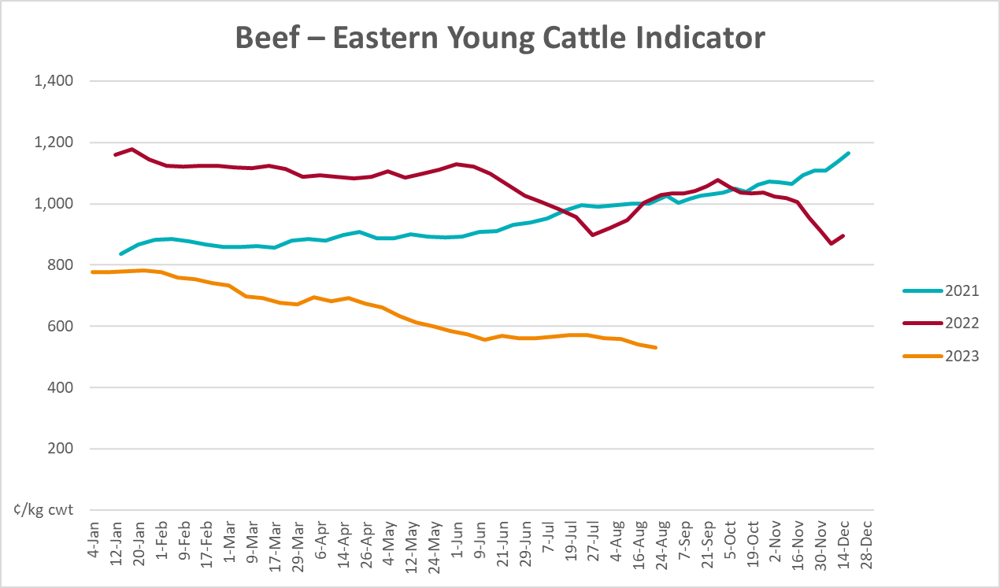 Beef – Eastern Young Cattle Indicator
1,400
1,200
1,000
800
600
400
200
¢/kg cwt
4-Jan
12-Jan
20-Jan
1-Feb
9-Feb
17-Feb
1-Mar
9-Mar
17-Mar
29-Mar
6-Apr
14-Apr
26-Apr
4-May
12-May
24-May
1-Jun
9-Jun
21-Jun
29-Jun
7-Jul
19-Jul
27-Jul
4-Aug
16-Aug
24-Aug
7-Sep
21-Sep
5-Oct
19-Oct
2-Nov
16-Nov
30-Nov
14-Dec
28-Dec
2021
2022
2023